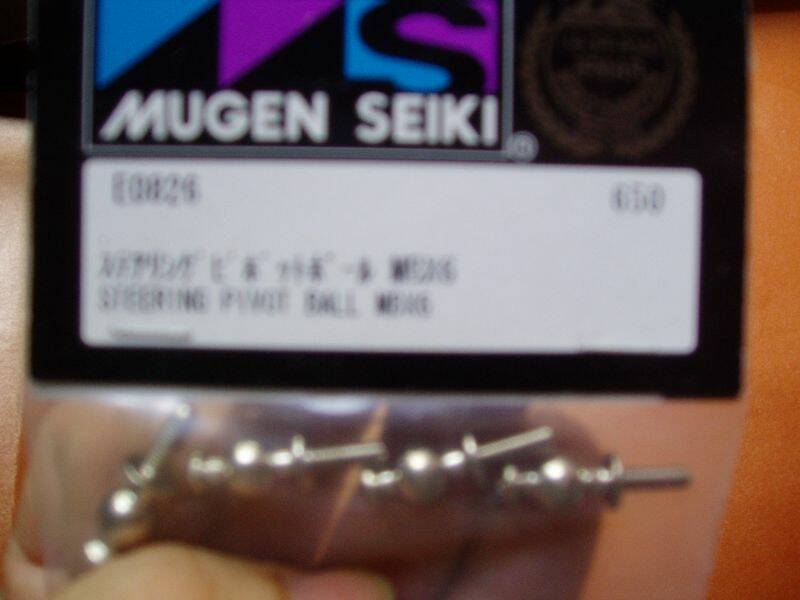 MUGEN SEIKI
E0826 650
ｽﾃｱﾘﾝｸﾞﾋﾟﾎﾞｯﾄﾎﾞｰﾙ MBX6
STEERING PIVOT BALL MBX6